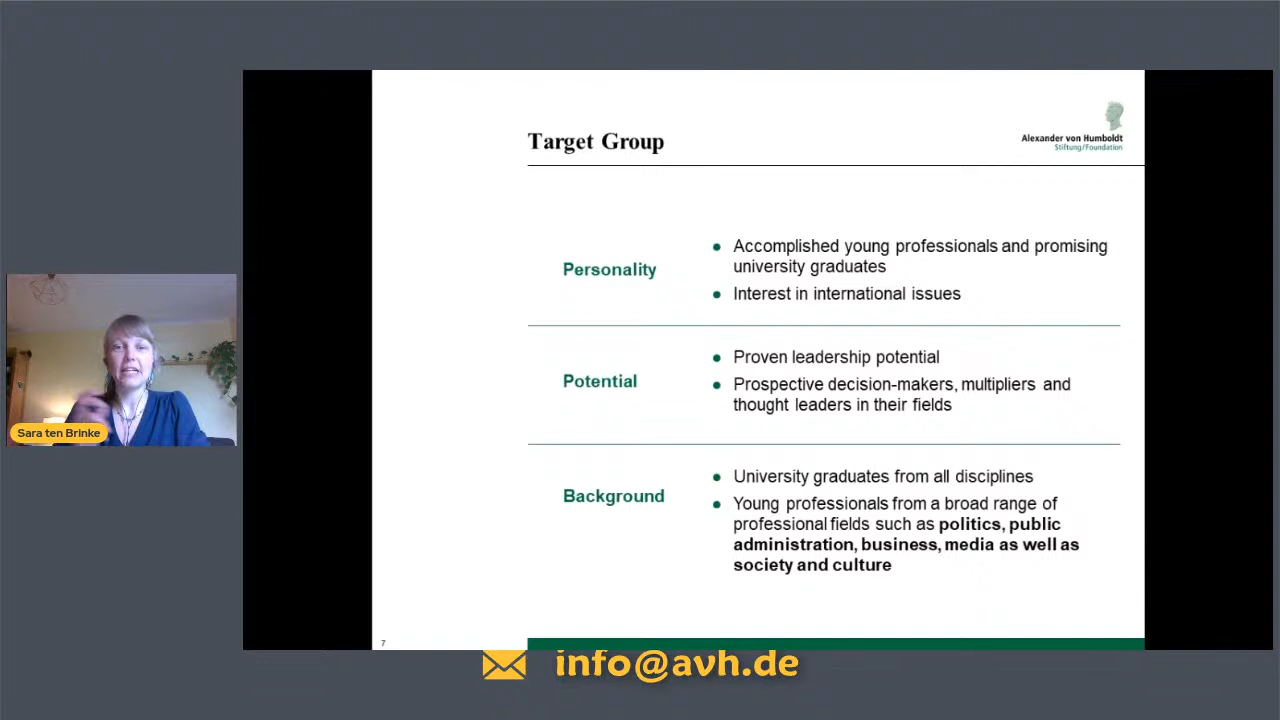 Target Group
Alexander von Humboldt
Stiftung/Foundation
Personality
● Accomplished young professionals and promising
university graduates
● Interest in international issues
Potential
● Proven leadership potential
● Prospective decision-makers, multipliers and
thought leaders in their fields
Background
● University graduates from all disciplines
● Young professionals from a broad range of
professional fields such as politics, public
administration, business, media as well as
society and culture
7
Sara ten Brinke
info@avh.de